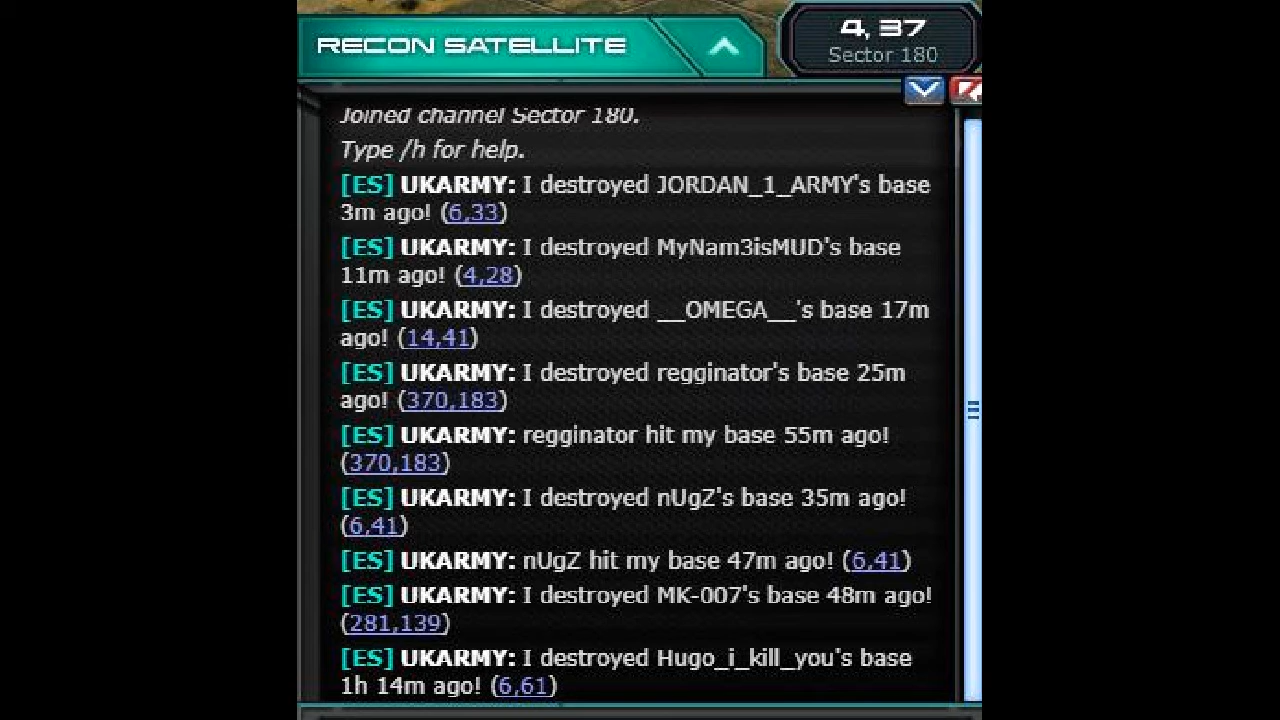 RECON SATELLITE
4, 37
Sector 180
Joined channel Sector 180.
Type /h for help.
[ES] UKARMY: I destroyed JORDAN_1_ARMY's base
3m ago! (6,33)
[ES] UKARMY: I destroyed MyNam3isMUD's base
11m ago! (4,28)
[ES] UKARMY: I destroyed __OMEGA__'s base 17m
ago! (14,41)
[ES] UKARMY: I destroyed regginator's base 25m
ago! (370,183)
[ES] UKARMY: regginator hit my base 55m ago!
(370,183)
[ES] UKARMY: I destroyed nUgZ's base 35m ago!
(6,41)
[ES] UKARMY: nUgZ hit my base 47m ago! (6,41)
[ES] UKARMY: I destroyed MK-007's base 48m ago!
(281,139)
[ES] UKARMY: I destroyed Hugo_i_kill_you's base
1h 14m ago! (6,61)